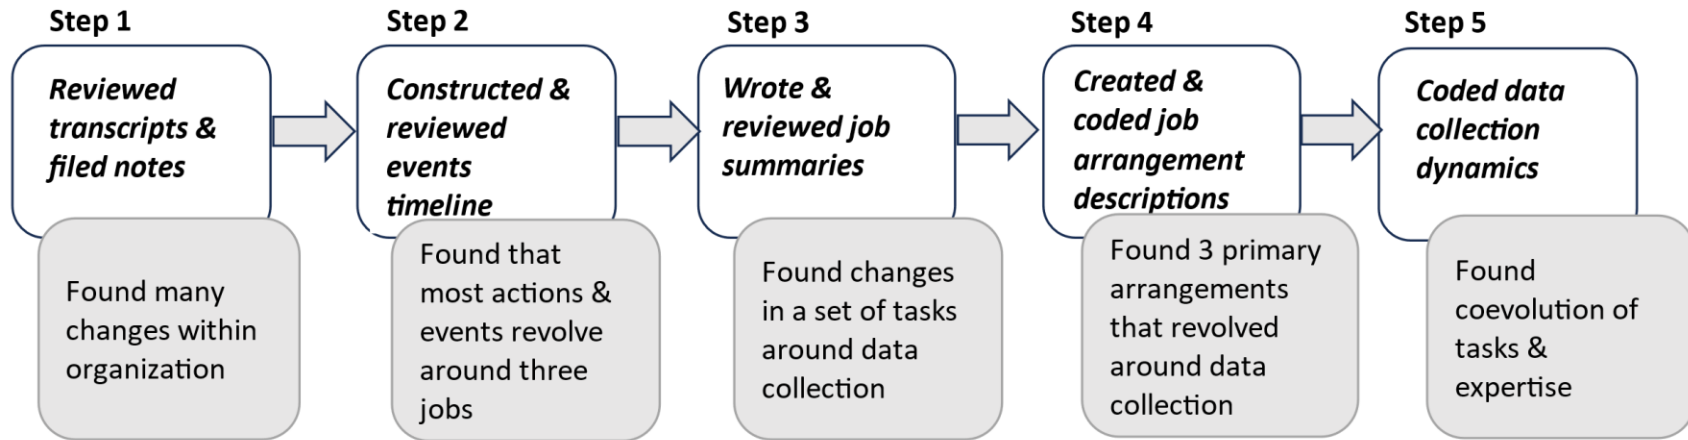 Step 1
Reviewed
transcripts &
filed notes
Found many
changes within
organization
Step 2
Constructed &
reviewed
events
timeline
Found that
most actions &
events revolve
around three
jobs
Step 3
Wrote &
reviewed job
summaries
Found changes
in a set of tasks
around data
collection
Step 4
Created &
coded job
arrangement
descriptions
Found 3 primary
arrangements
that revolved
around data
collection
Step 5
Coded data
collection
dynamics
Found
coevolution of
tasks &
expertise